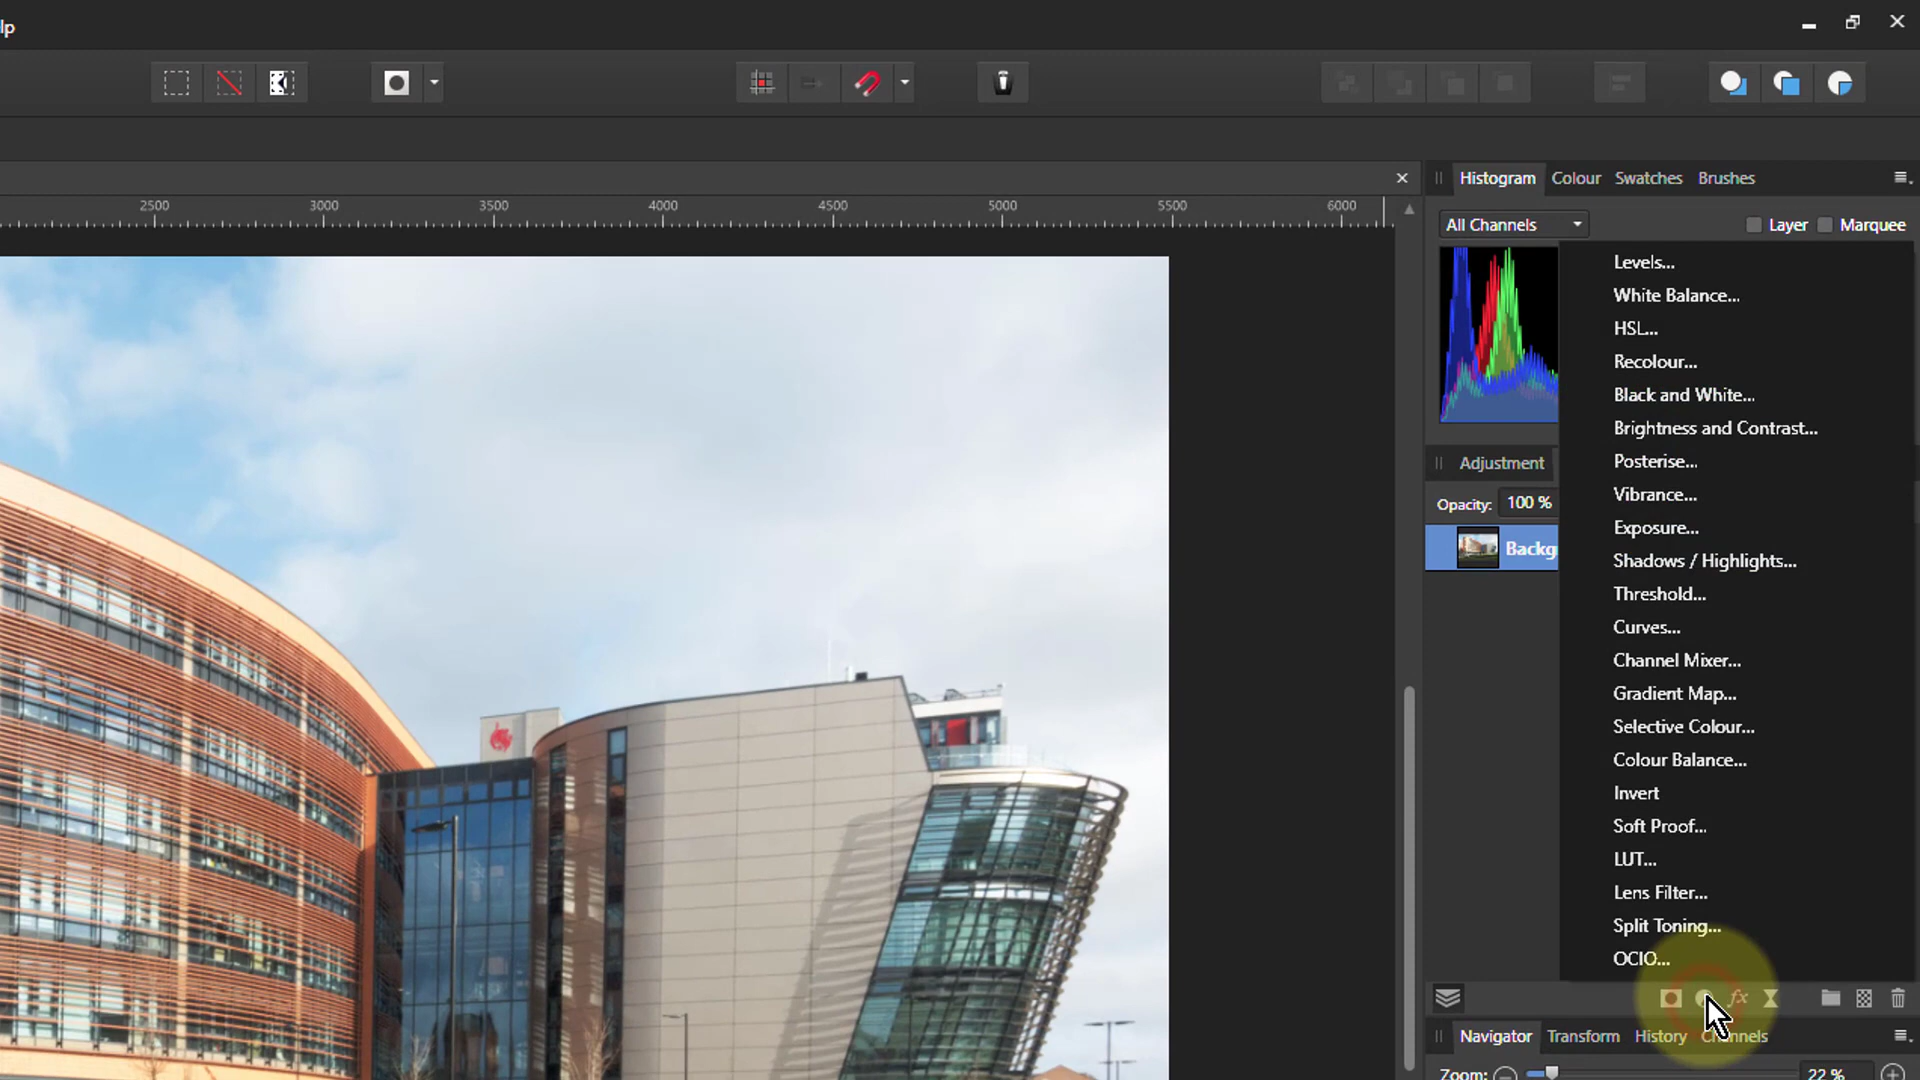 lp
Histogram Colour Swatches Brushes
2500 3000 3500 4000 4500 5000 5500 6000
All Channels Layer Marquee
Levels...
White Balance...
HSL...
Recolour...
Black and White...
Brightness and Contrast...
Adjustment
Posterise...
Opacity: 100 %
Vibrance...
Exposure...
Backg
Shadows / Highlights...
Threshold...
Curves...
Channel Mixer...
Gradient Map...
Selective Colour...
Colour Balance...
Invert
Soft Proof...
LUT...
Lens Filter...
Split Toning...
OCIO...
fx
Navigator Transform History Channels
Zoom: 22 %